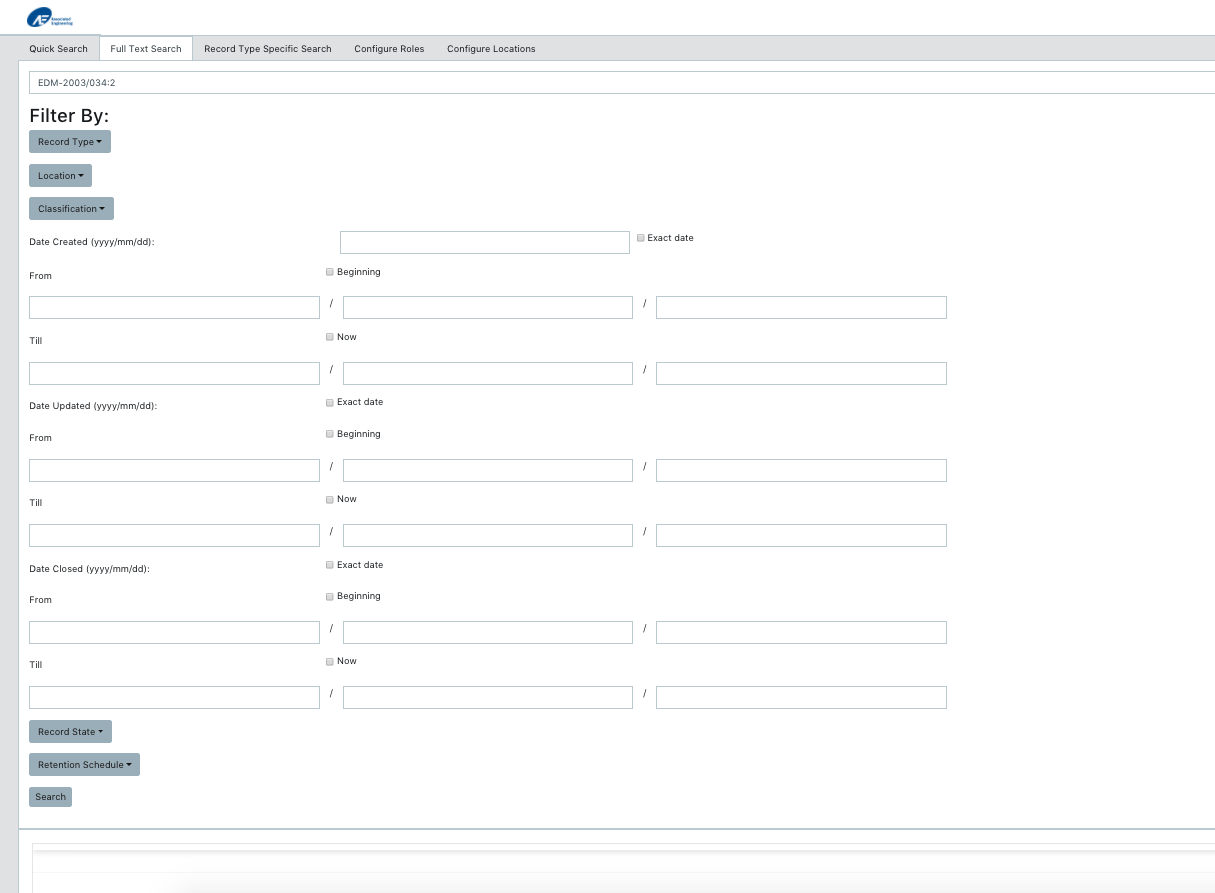 AE Associated
Engineering
Quick Search Full Text Search Record Type Specific Search Configure Roles Configure Locations
EDM-2003/034:2
Filter By:
Record Type
Location
Classification
Date Created (yyyy/mm/dd): Exact date
From Beginning
/ /
Till Now
/ /
Date Updated (yyyy/mm/dd): Exact date
From Beginning
/ /
Till Now
/ /
Date Closed (yyyy/mm/dd): Exact date
From Beginning
/ /
Till Now
/ /
Record State
Retention Schedule
Search